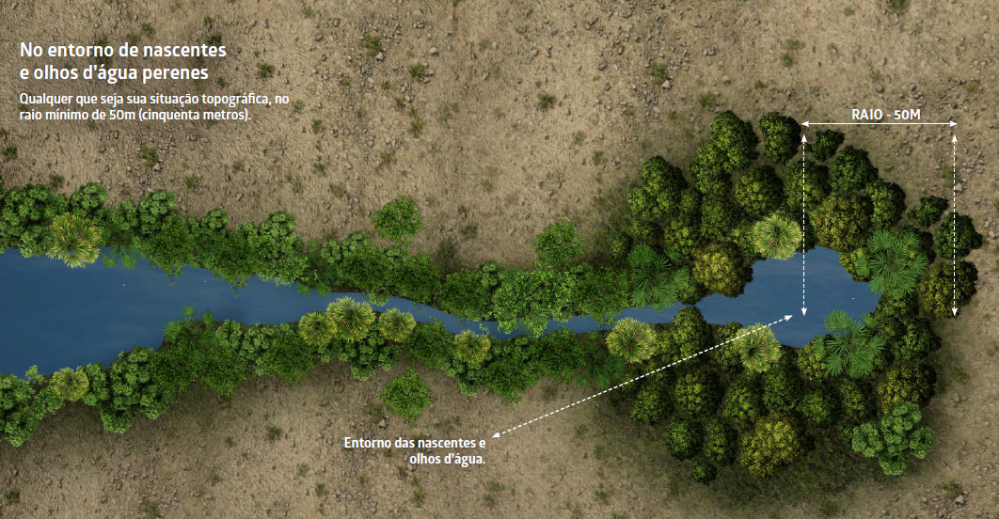 No entorno de nascentes
e olhos d'água perenes
Qualquer que seja sua situação topográfica, no
raio mínimo de 50m (cinquenta metros).
RAIO - 50M
Entorno das nascentes e
olhos d'água.